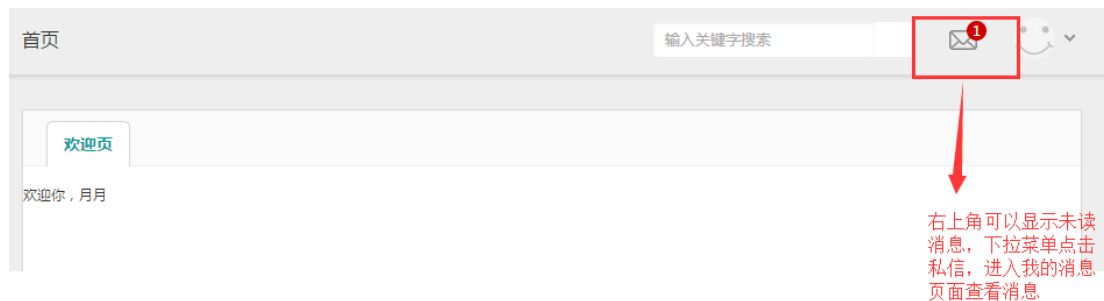 首页
输入关键字搜索
1
欢迎页
欢迎你，月月
右上角可以显示未读
消息，下拉菜单点击
私信，进入我的消息
页面查看消息